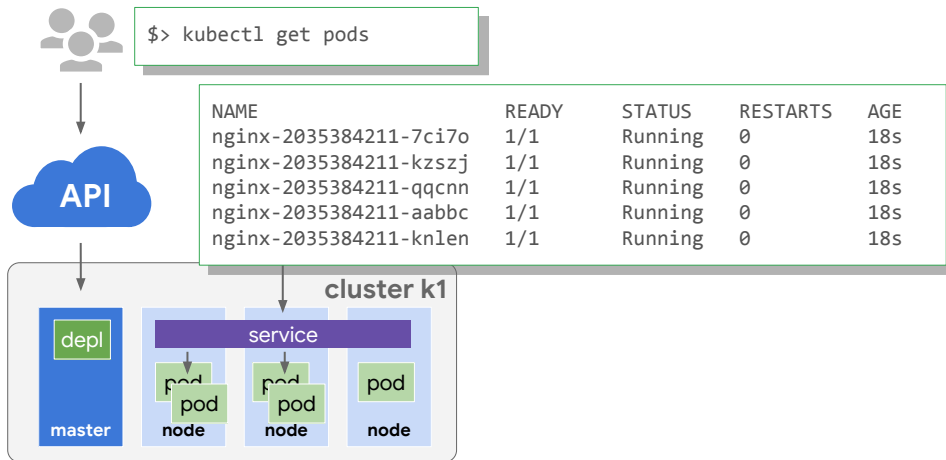 $> kubectl get pods
NAME READY STATUS RESTARTS AGE
nginx-2035384211-7ci7o 1/1 Running 0 18s
nginx-2035384211-kzszj 1/1 Running 0 18s
nginx-2035384211-qqcnn 1/1 Running 0 18s
nginx-2035384211-aabbc 1/1 Running 0 18s
nginx-2035384211-knlen 1/1 Running 0 18s
API
cluster k1
depl
service
pod
pod
pod
pod
pod
master
node
node
node